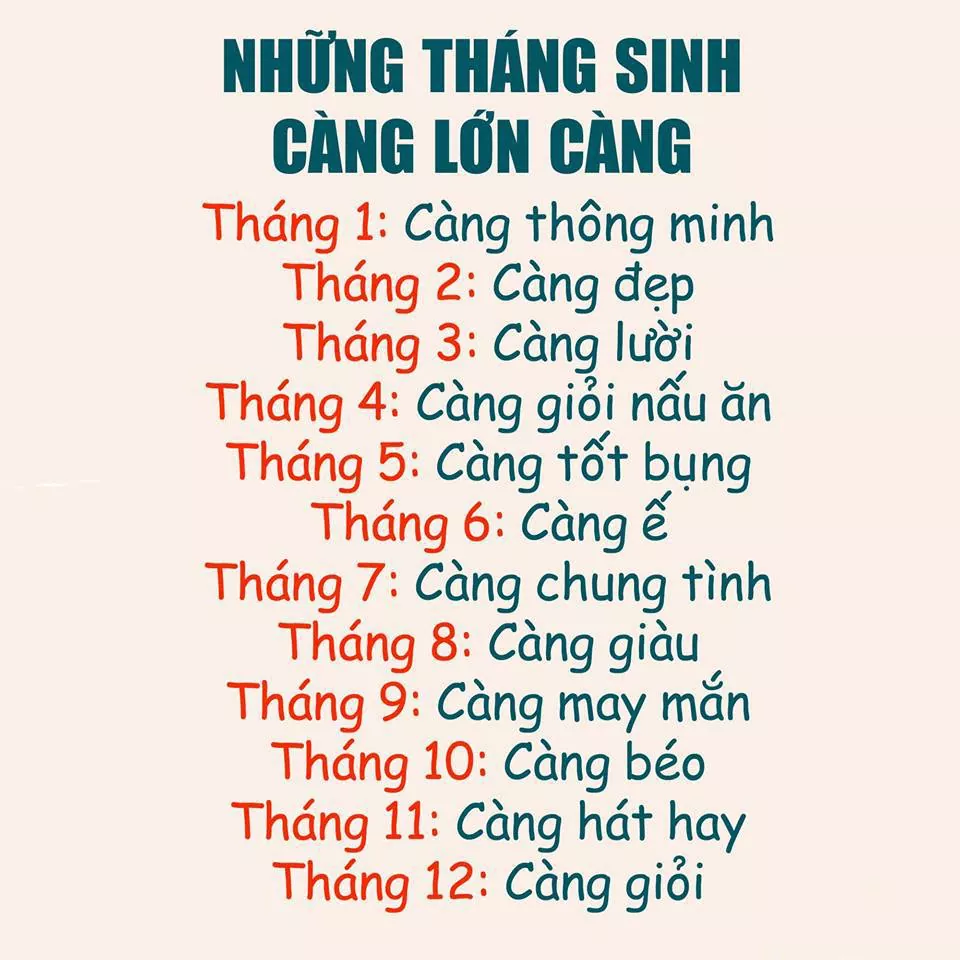 NHỮNG THÁNG SINH
CÀNG LỚN CÀNG
Tháng 1: Càng thông minh
Tháng 2: Càng đẹp
Tháng 3: Càng lười
Tháng 4: Càng giỏi nấu ăn
Tháng 5: Càng tốt bụng
Tháng 6: Càng ế
Tháng 7: Càng chung tình
Tháng 8: Càng giàu
Tháng 9: Càng may mắn
Tháng 10: Càng béo
Tháng 11: Càng hát hay
Tháng 12: Càng giỏi